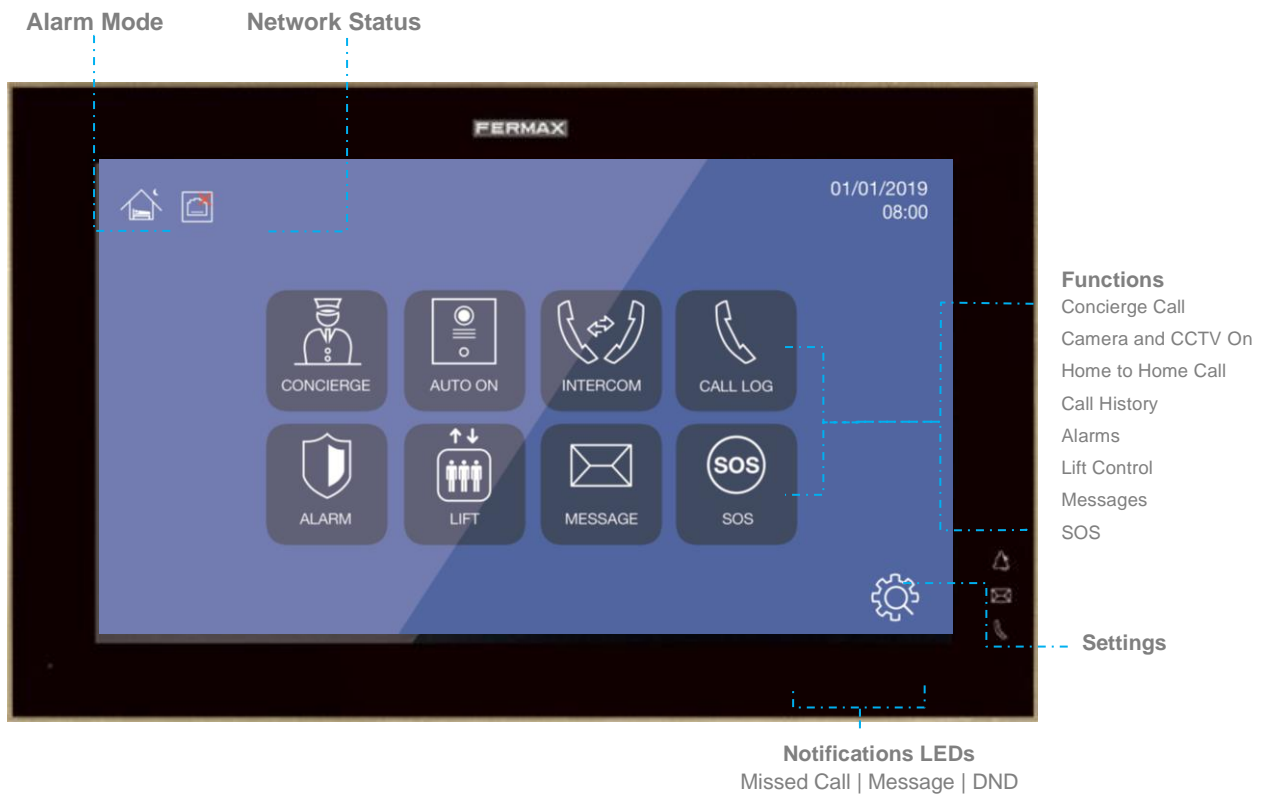 Alarm Mode
Network Status
FERMAX
01/01/2019
08:00
CONCIERGE
AUTO ON
INTERCOM
CALL LOG
ALARM
LIFT
MESSAGE
SOS
SOS
Functions
Concierge Call
Camera and CCTV On
Home to Home Call
Call History
Alarms
Lift Control
Messages
SOS
Settings
Notifications LEDs
Missed Call | Message | DND